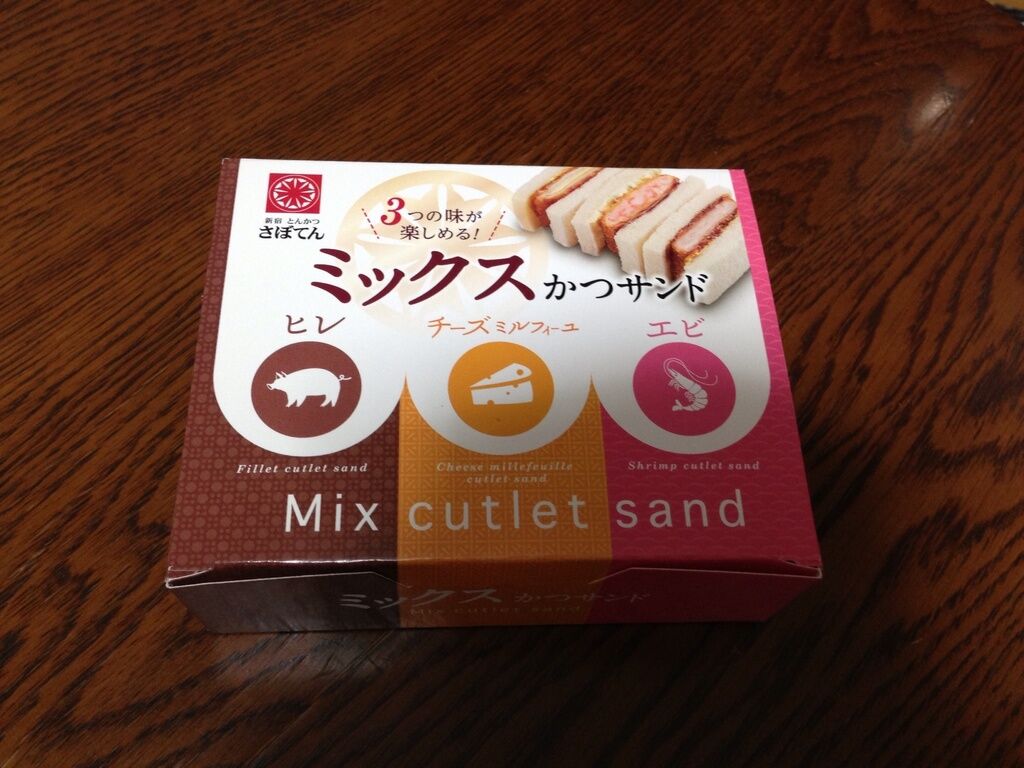 新宿 とんかつ
さぼてん
3つの味が
楽しめる!
ミックスかつサンド
ヒレ
チーズミルフィーユ
エビ
Fillet cutlet sand
Cheese millefeuille
cutlet sand
Shrimp cutlet sand
Mix cutlet sand
ミックスかつサンド
Mix cutlet sand